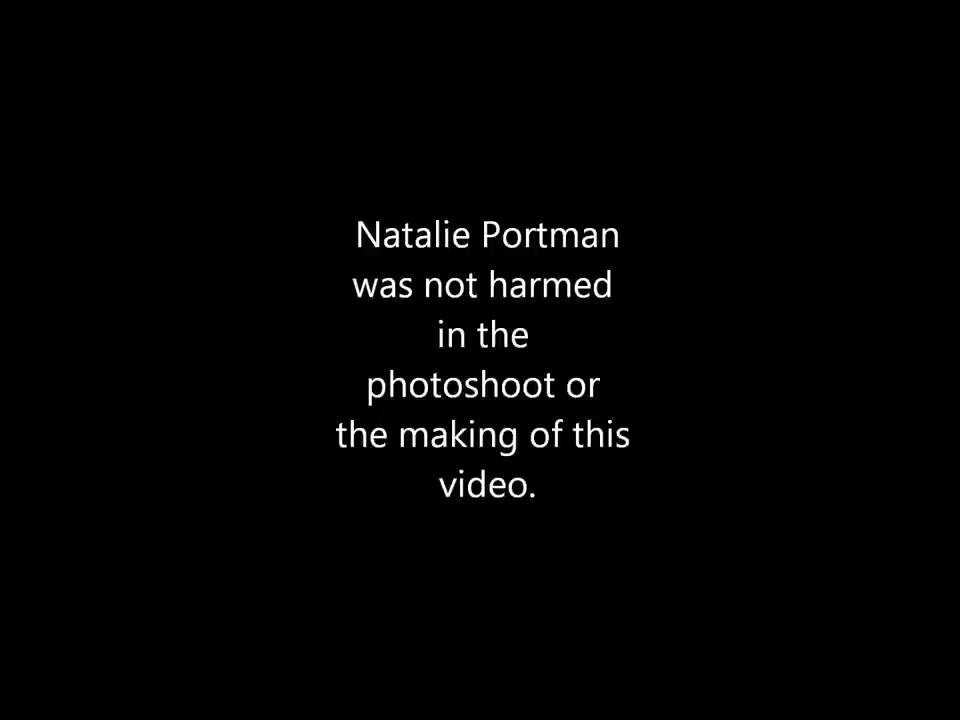 Natalie Portman
was not harmed
in the
photoshoot or
the making of this
video.